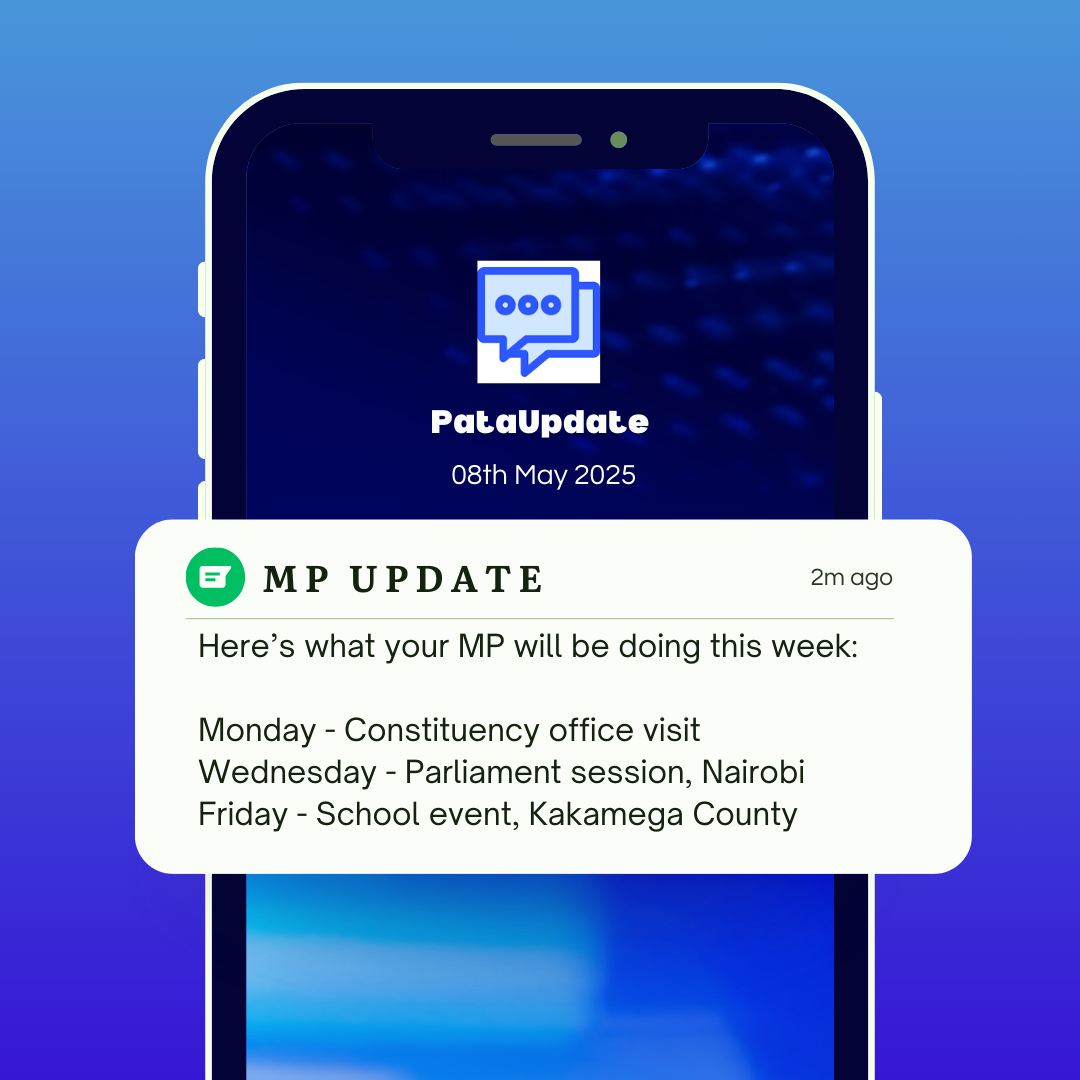 PataUpdate
08th May 2025
MP UPDATE
2m ago
Here’s what your MP will be doing this week:
Monday - Constituency office visit
Wednesday - Parliament session, Nairobi
Friday - School event, Kakamega County